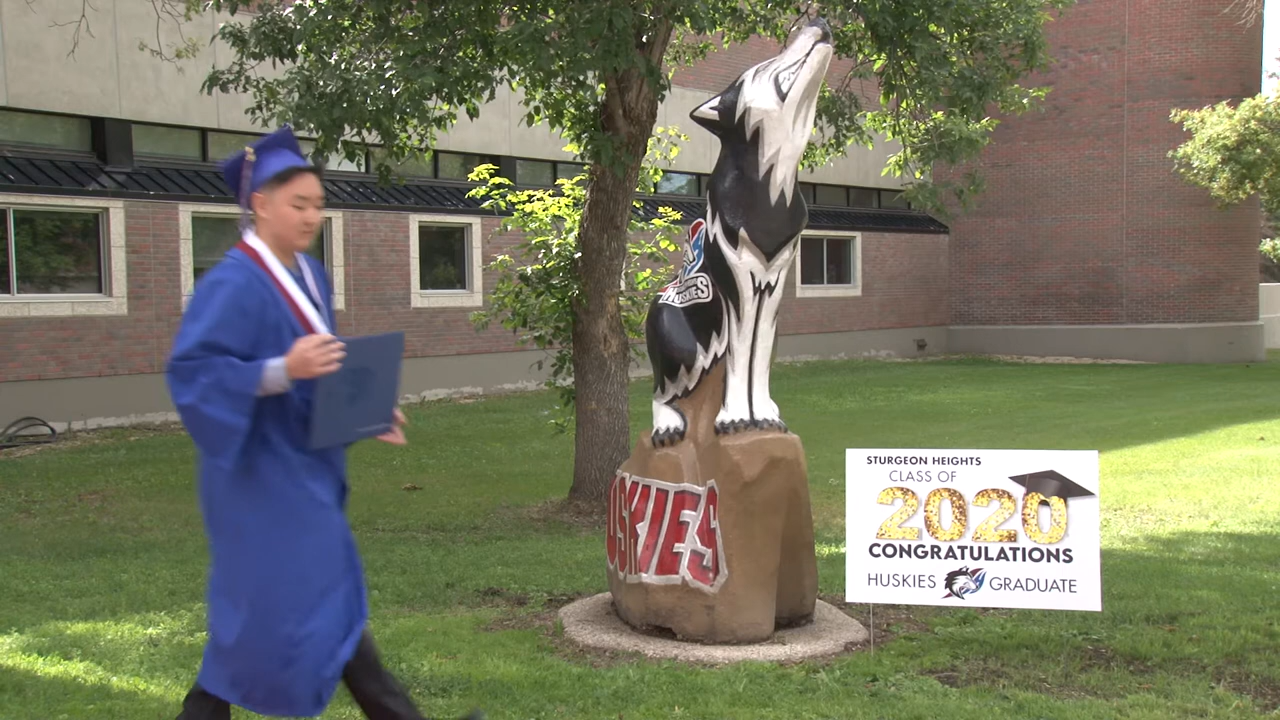 HUSKIES
USKIES
STURGEON HEIGHTS
CLASS OF
2020
CONGRATULATIONS
HUSKIES GRADUATE